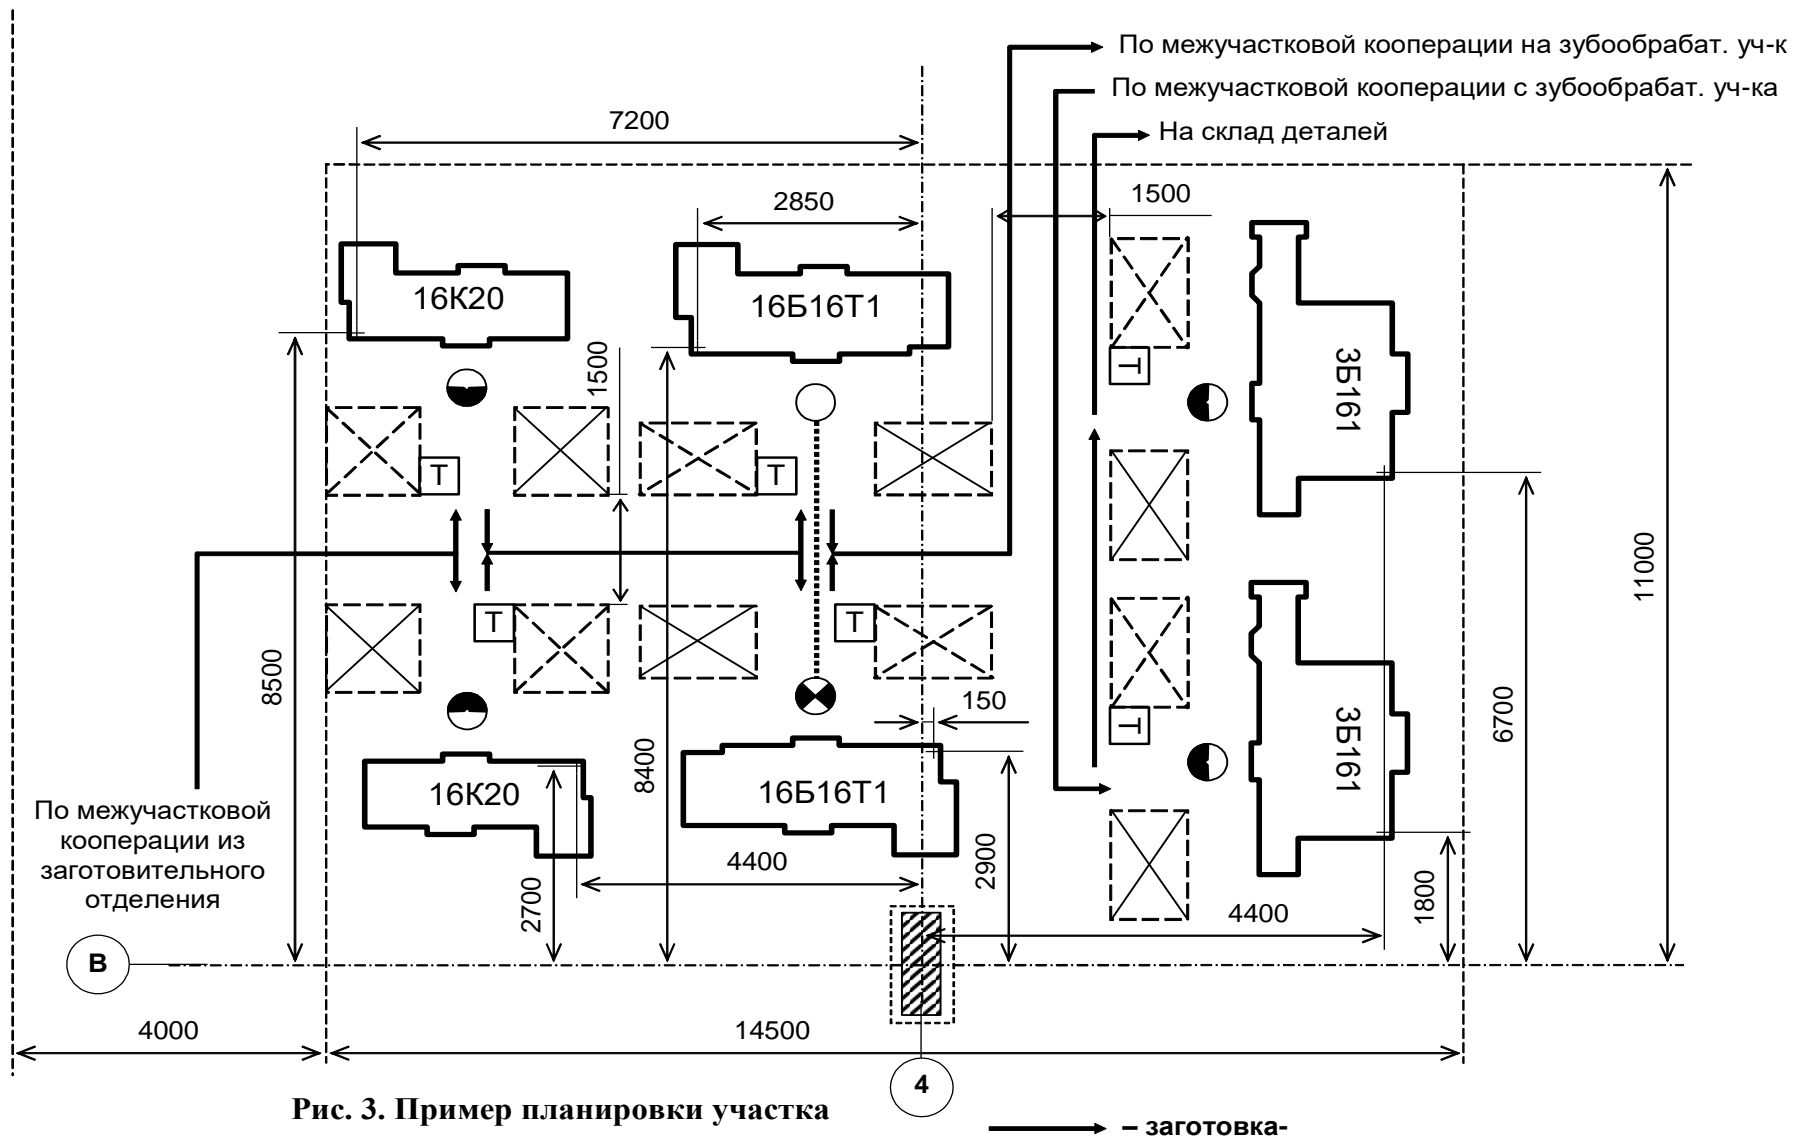 По межучастковой кооперации на зубообрабат. уч-к
По межучастковой кооперации с зубообрабат. уч-ка
На склад деталей
7200
2850
1500
16К20
16Б16Т1
3Б161
1500
Т
Т
Т
11000
8500
8400
Т
Т
Т
150
6700
3Б161
16К20
16Б16Т1
По межучастковой
кооперации из
заготовительного
отделения
2700
4400
2900
4400
1800
В
4000
14500
4
Рис. 3. Пример планировки участка
– заготовка-